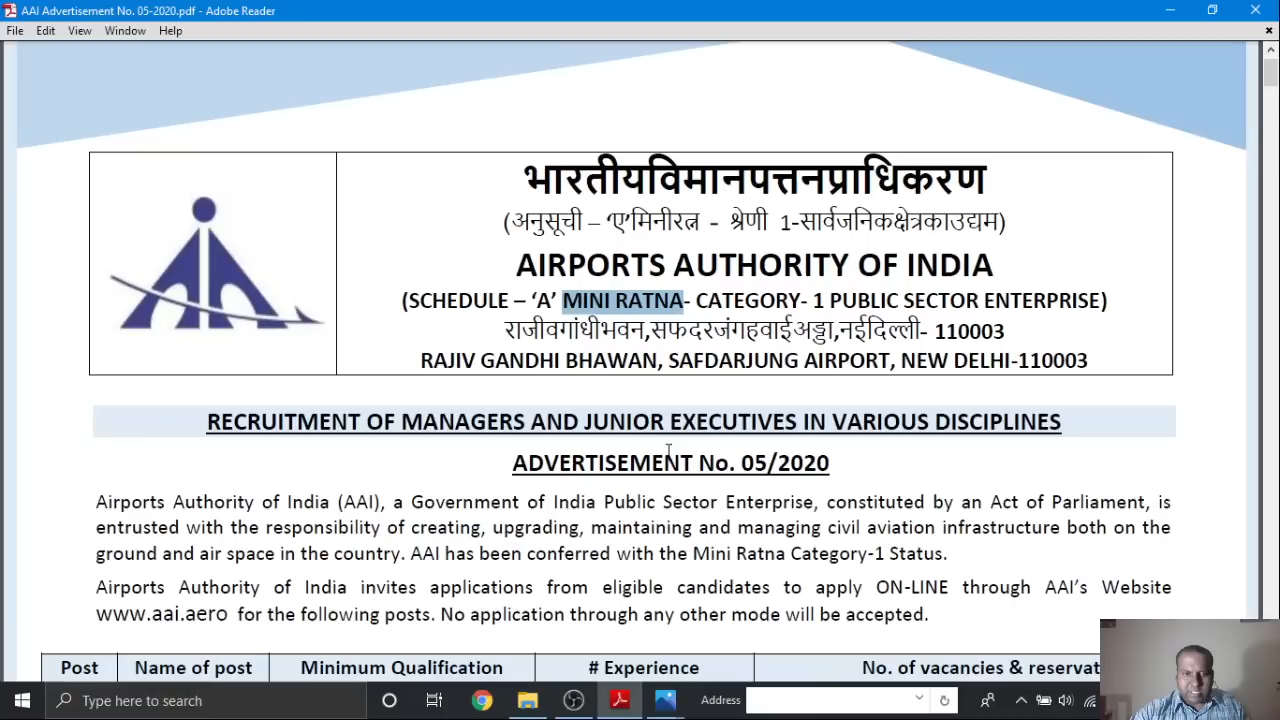 AAI Advertisement No. 05-2020.pdf - Adobe Reader
File Edit View Window Help
भारतीयविमानपत्तनप्राधिकरण
(अनुसूची – ‘ए’मिनीरत्न - श्रेणी 1-सार्वजनिकक्षेत्रकाउद्यम)
AIRPORTS AUTHORITY OF INDIA
(SCHEDULE – ‘A’ MINI RATNA- CATEGORY- 1 PUBLIC SECTOR ENTERPRISE)
राजीवगांधीभवन,सफदरजंगहवाईअड्डा,नईदिल्ली- 110003
RAJIV GANDHI BHAWAN, SAFDARJUNG AIRPORT, NEW DELHI-110003
RECRUITMENT OF MANAGERS AND JUNIOR EXECUTIVES IN VARIOUS DISCIPLINES
ADVERTISEMENT No. 05/2020
Airports Authority of India (AAI), a Government of India Public Sector Enterprise, constituted by an Act of Parliament, is
entrusted with the responsibility of creating, upgrading, maintaining and managing civil aviation infrastructure both on the
ground and air space in the country. AAI has been conferred with the Mini Ratna Category-1 Status.
Airports Authority of India invites applications from eligible candidates to apply ON-LINE through AAI’s Website
www.aai.aero for the following posts. No application through any other mode will be accepted.
Post Name of post Minimum Qualification # Experience No. of vacancies & reservat
Type here to search Address